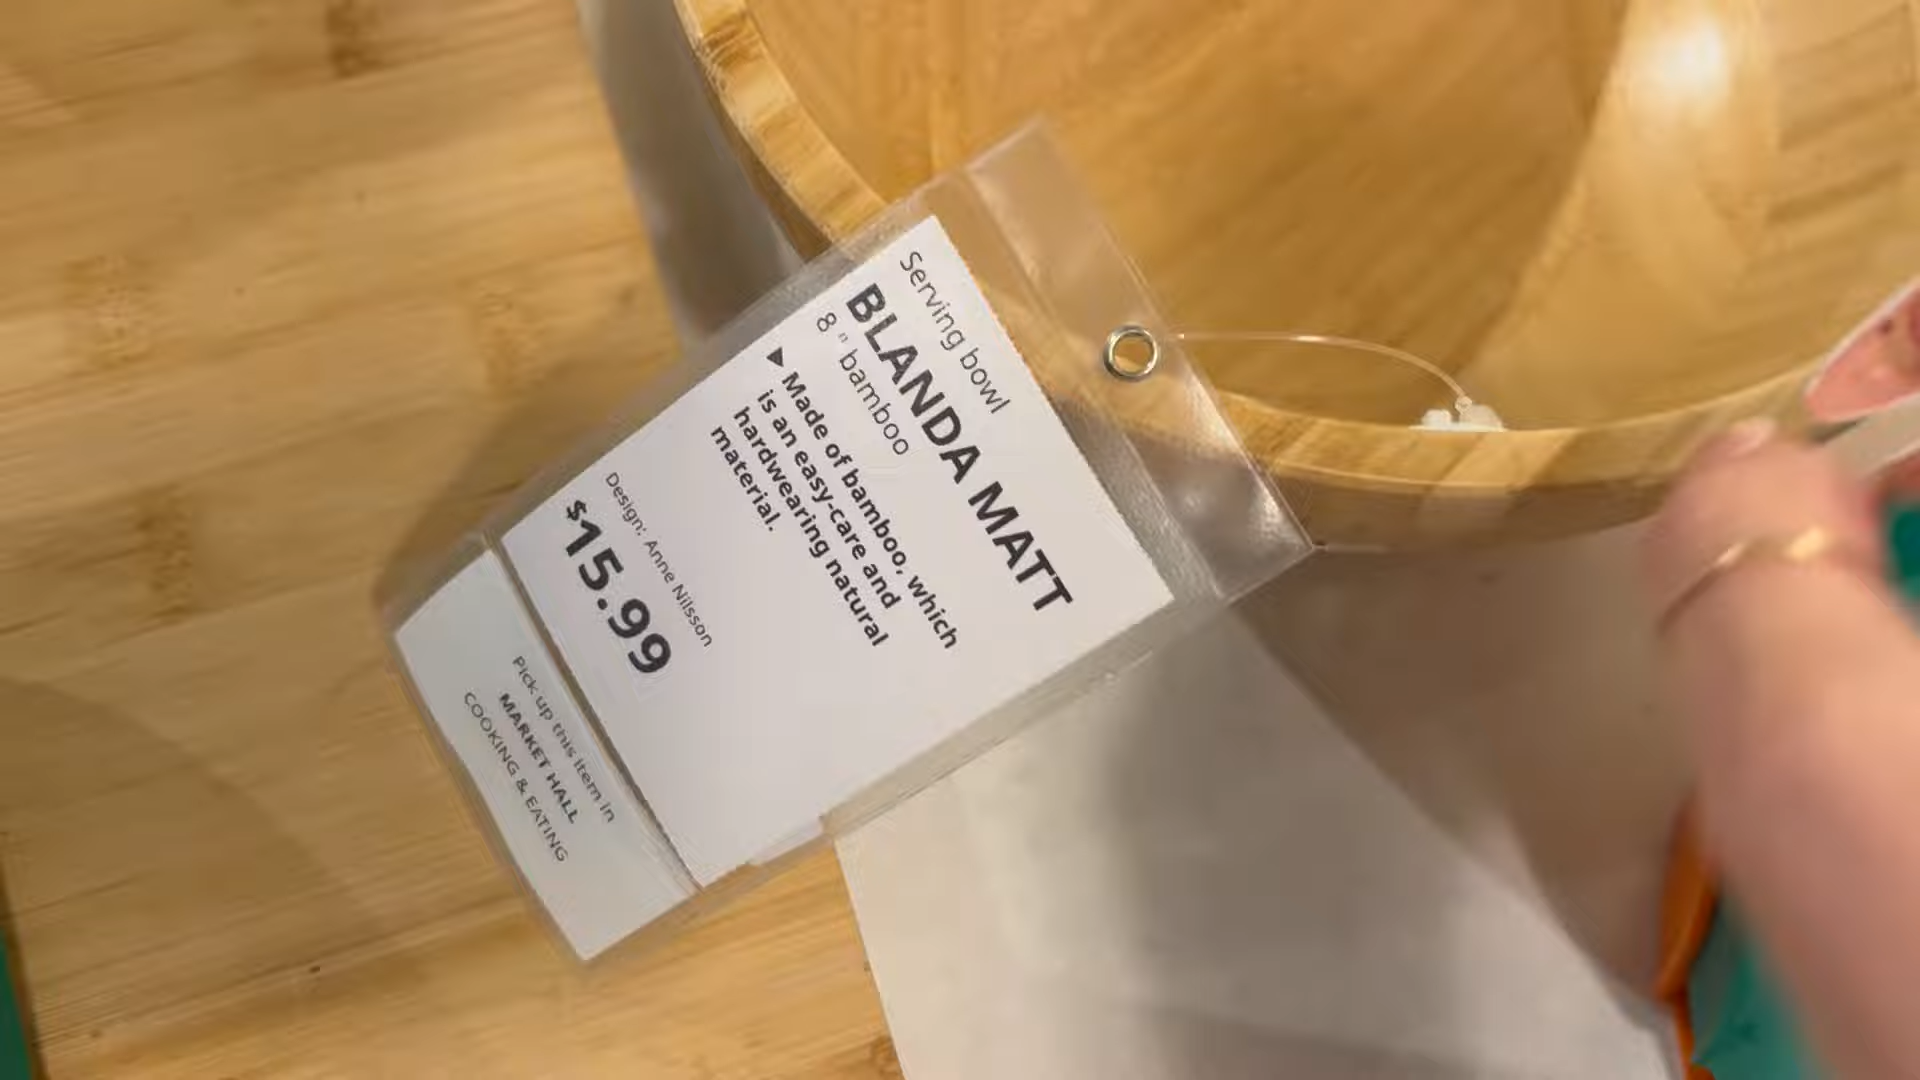 Serving bowl
BLANDA MATT
8 " bamboo
▶ Made of bamboo, which
is an easy-care and
hardwearing natural
material.
Design: Anne Nilsson
$15.99
Pick up this item in
MARKET HALL
COOKING & EATING